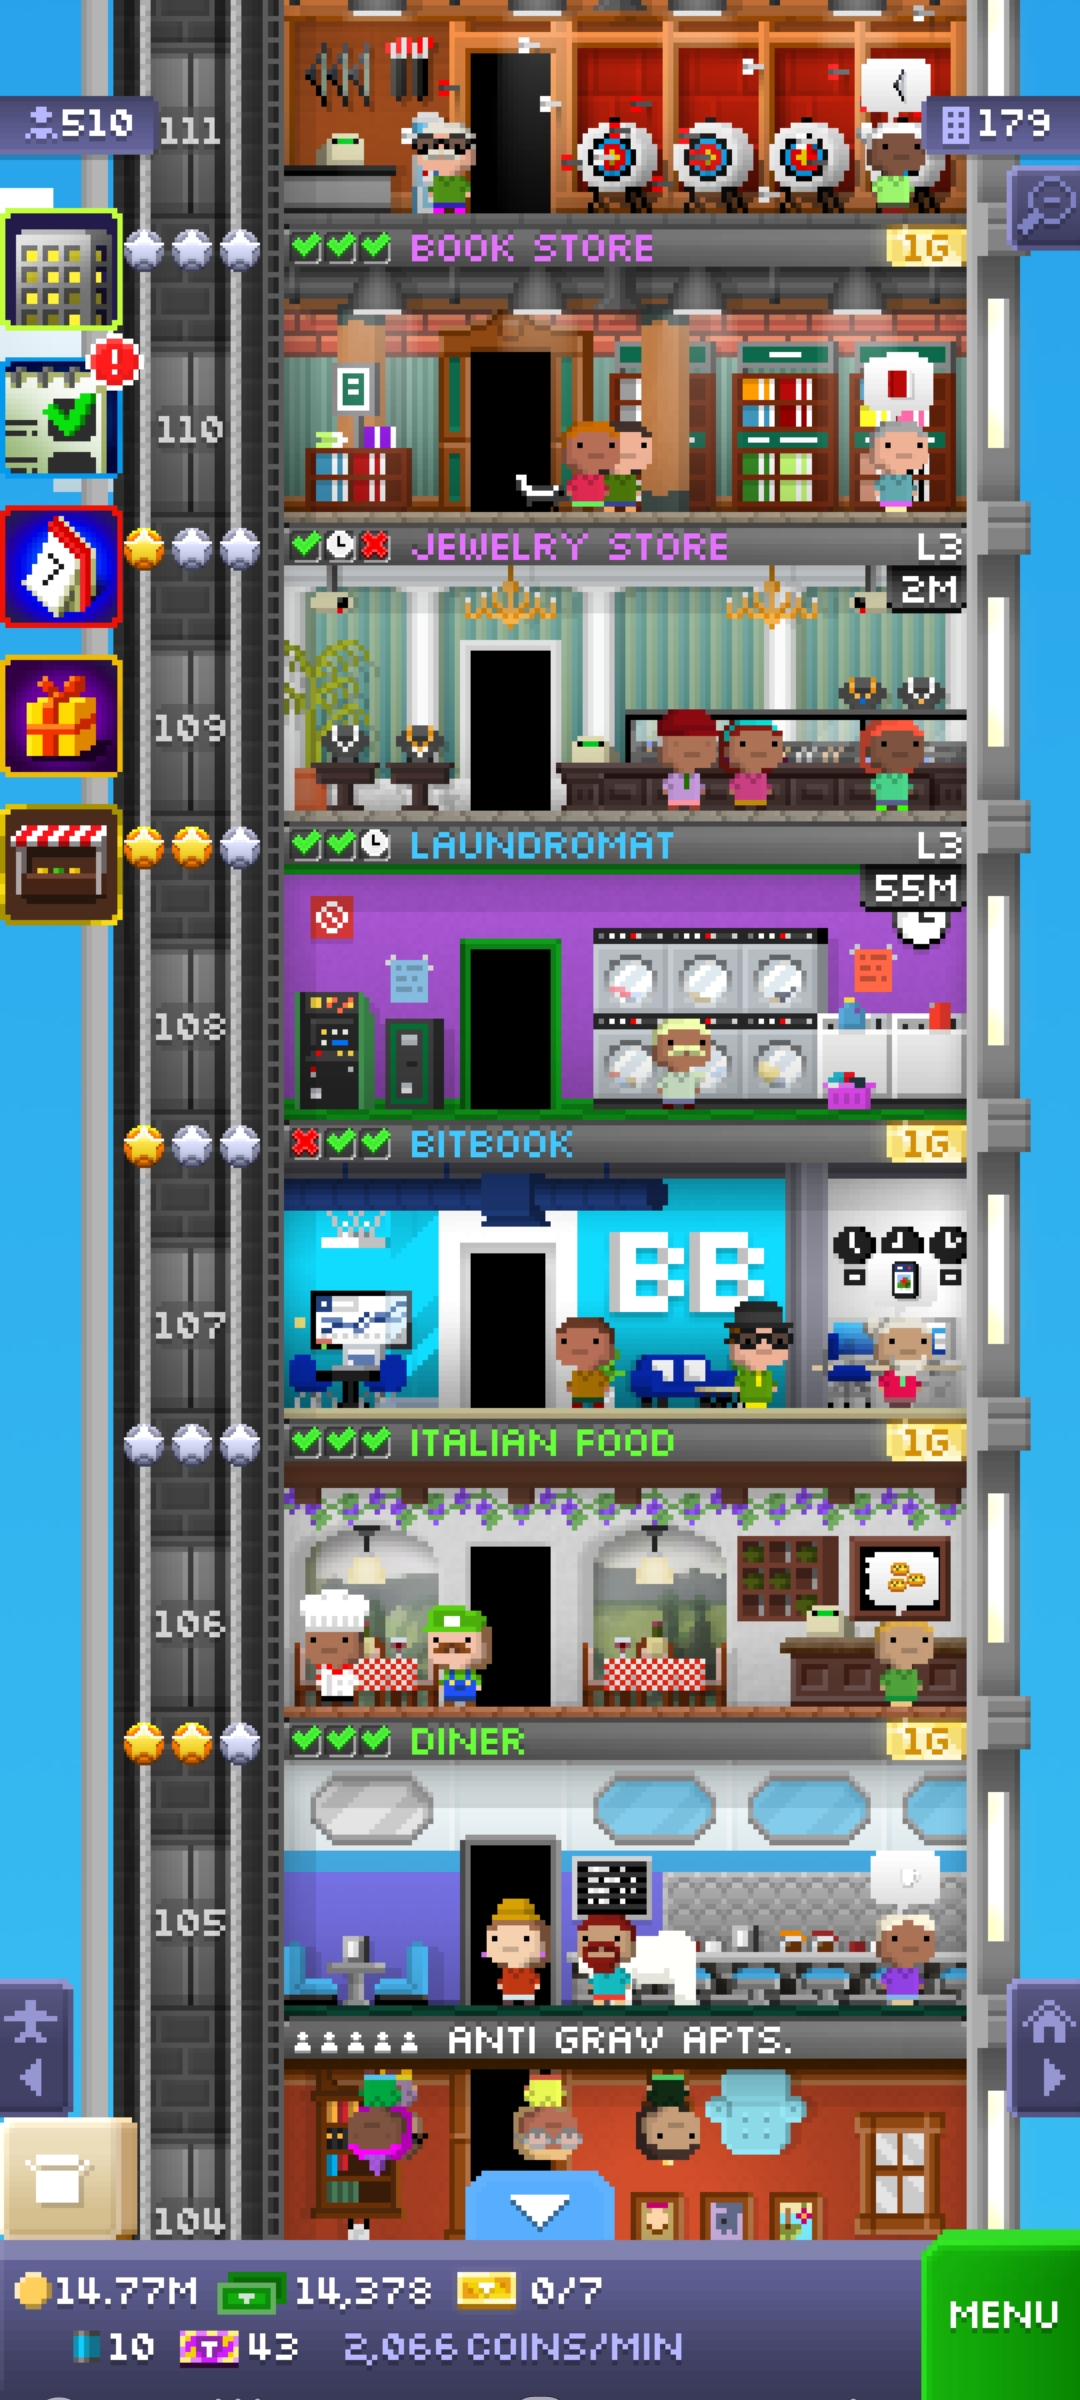 510
111
179
BOOK STORE
1G
110
JEWELRY STORE
L3
2M
109
LAUNDROMAT
L3
55M
108
BITBOOK
1G
BB
107
ITALIAN FOOD
1G
106
DINER
1G
105
ANTI GRAV APTS.
104
14.77M 14,378 0/7
10 43 2,066 COINS/MIN
MENU